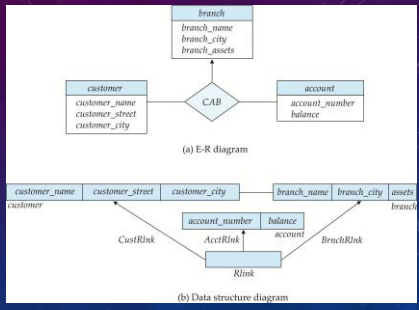 branch
branch_name
branch_city
branch_assets
customer
customer_name
customer_street
customer_city
CAB
account
account_number
balance
(a) E-R diagram
customer_name customer_street customer_city branch_name branch_city assets
customer branch
account_number balance
account
CustRlnk AcctRlnk BrnchRlnk
Rlink
(b) Data structure diagram